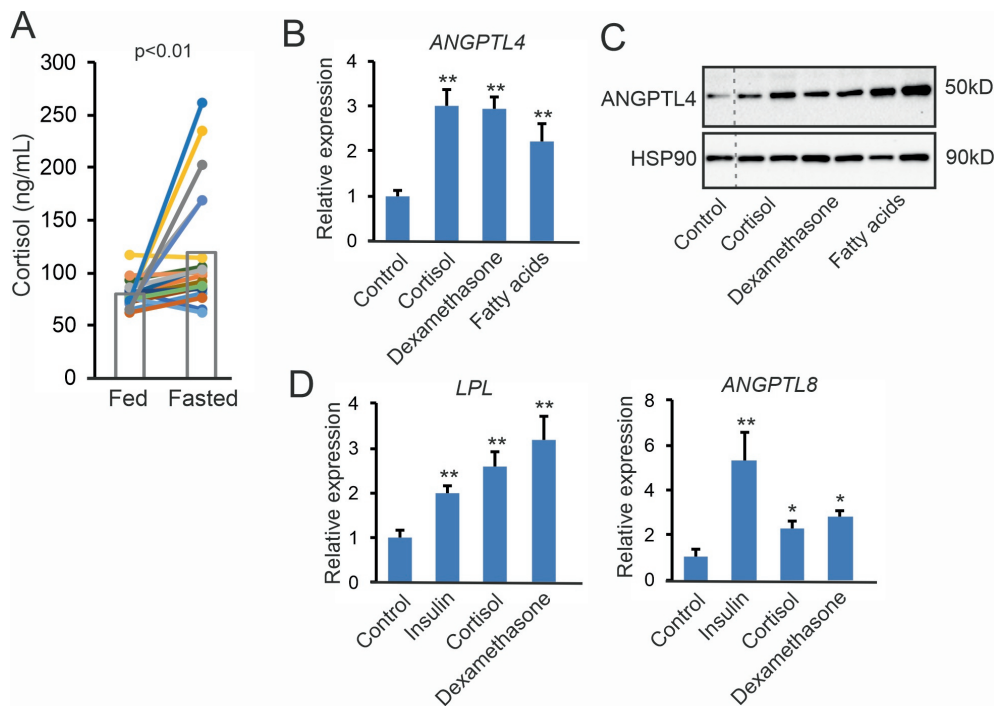 A
p<0.01
Cortisol (ng/mL)
300
250
200
150
100
50
0
Fed
Fasted
B
ANGPTL4
Relative expression
4
3
2
1
0
**
**
**
Control
Cortisol
Dexamethasone
Fatty acids
C
ANGPTL4
50kD
HSP90
90kD
Control
Cortisol
Dexamethasone
Fatty acids
D
LPL
Relative expression
4
3
2
1
0
**
**
**
Control
Insulin
Cortisol
Dexamethasone
ANGPTL8
Relative expression
8
6
4
2
0
**
*
*
Control
Insulin
Cortisol
Dexamethasone